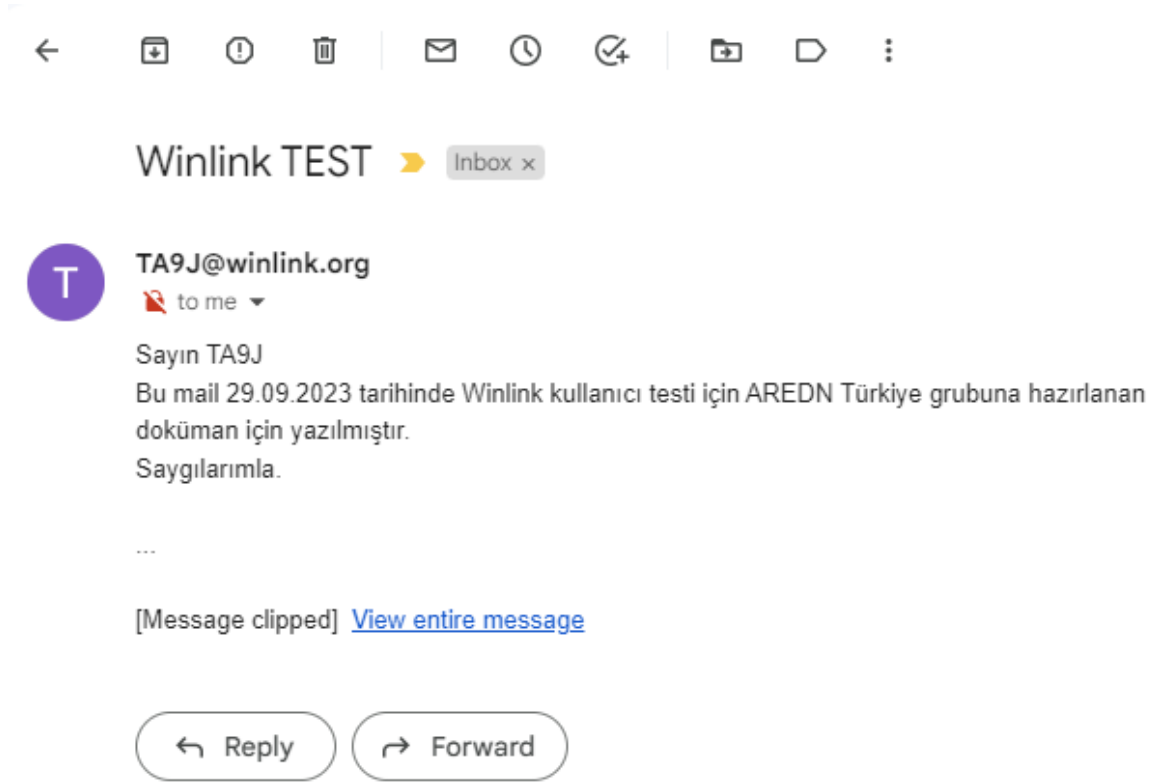 Winlink TEST Inbox ×
T
TA9J@winlink.org
to me
Sayın TA9J
Bu mail 29.09.2023 tarihinde Winlink kullanıcı testi için AREDN Türkiye grubuna hazırlanan
doküman için yazılmıştır.
Saygılarımla.
...
[Message clipped] View entire message
Reply Forward